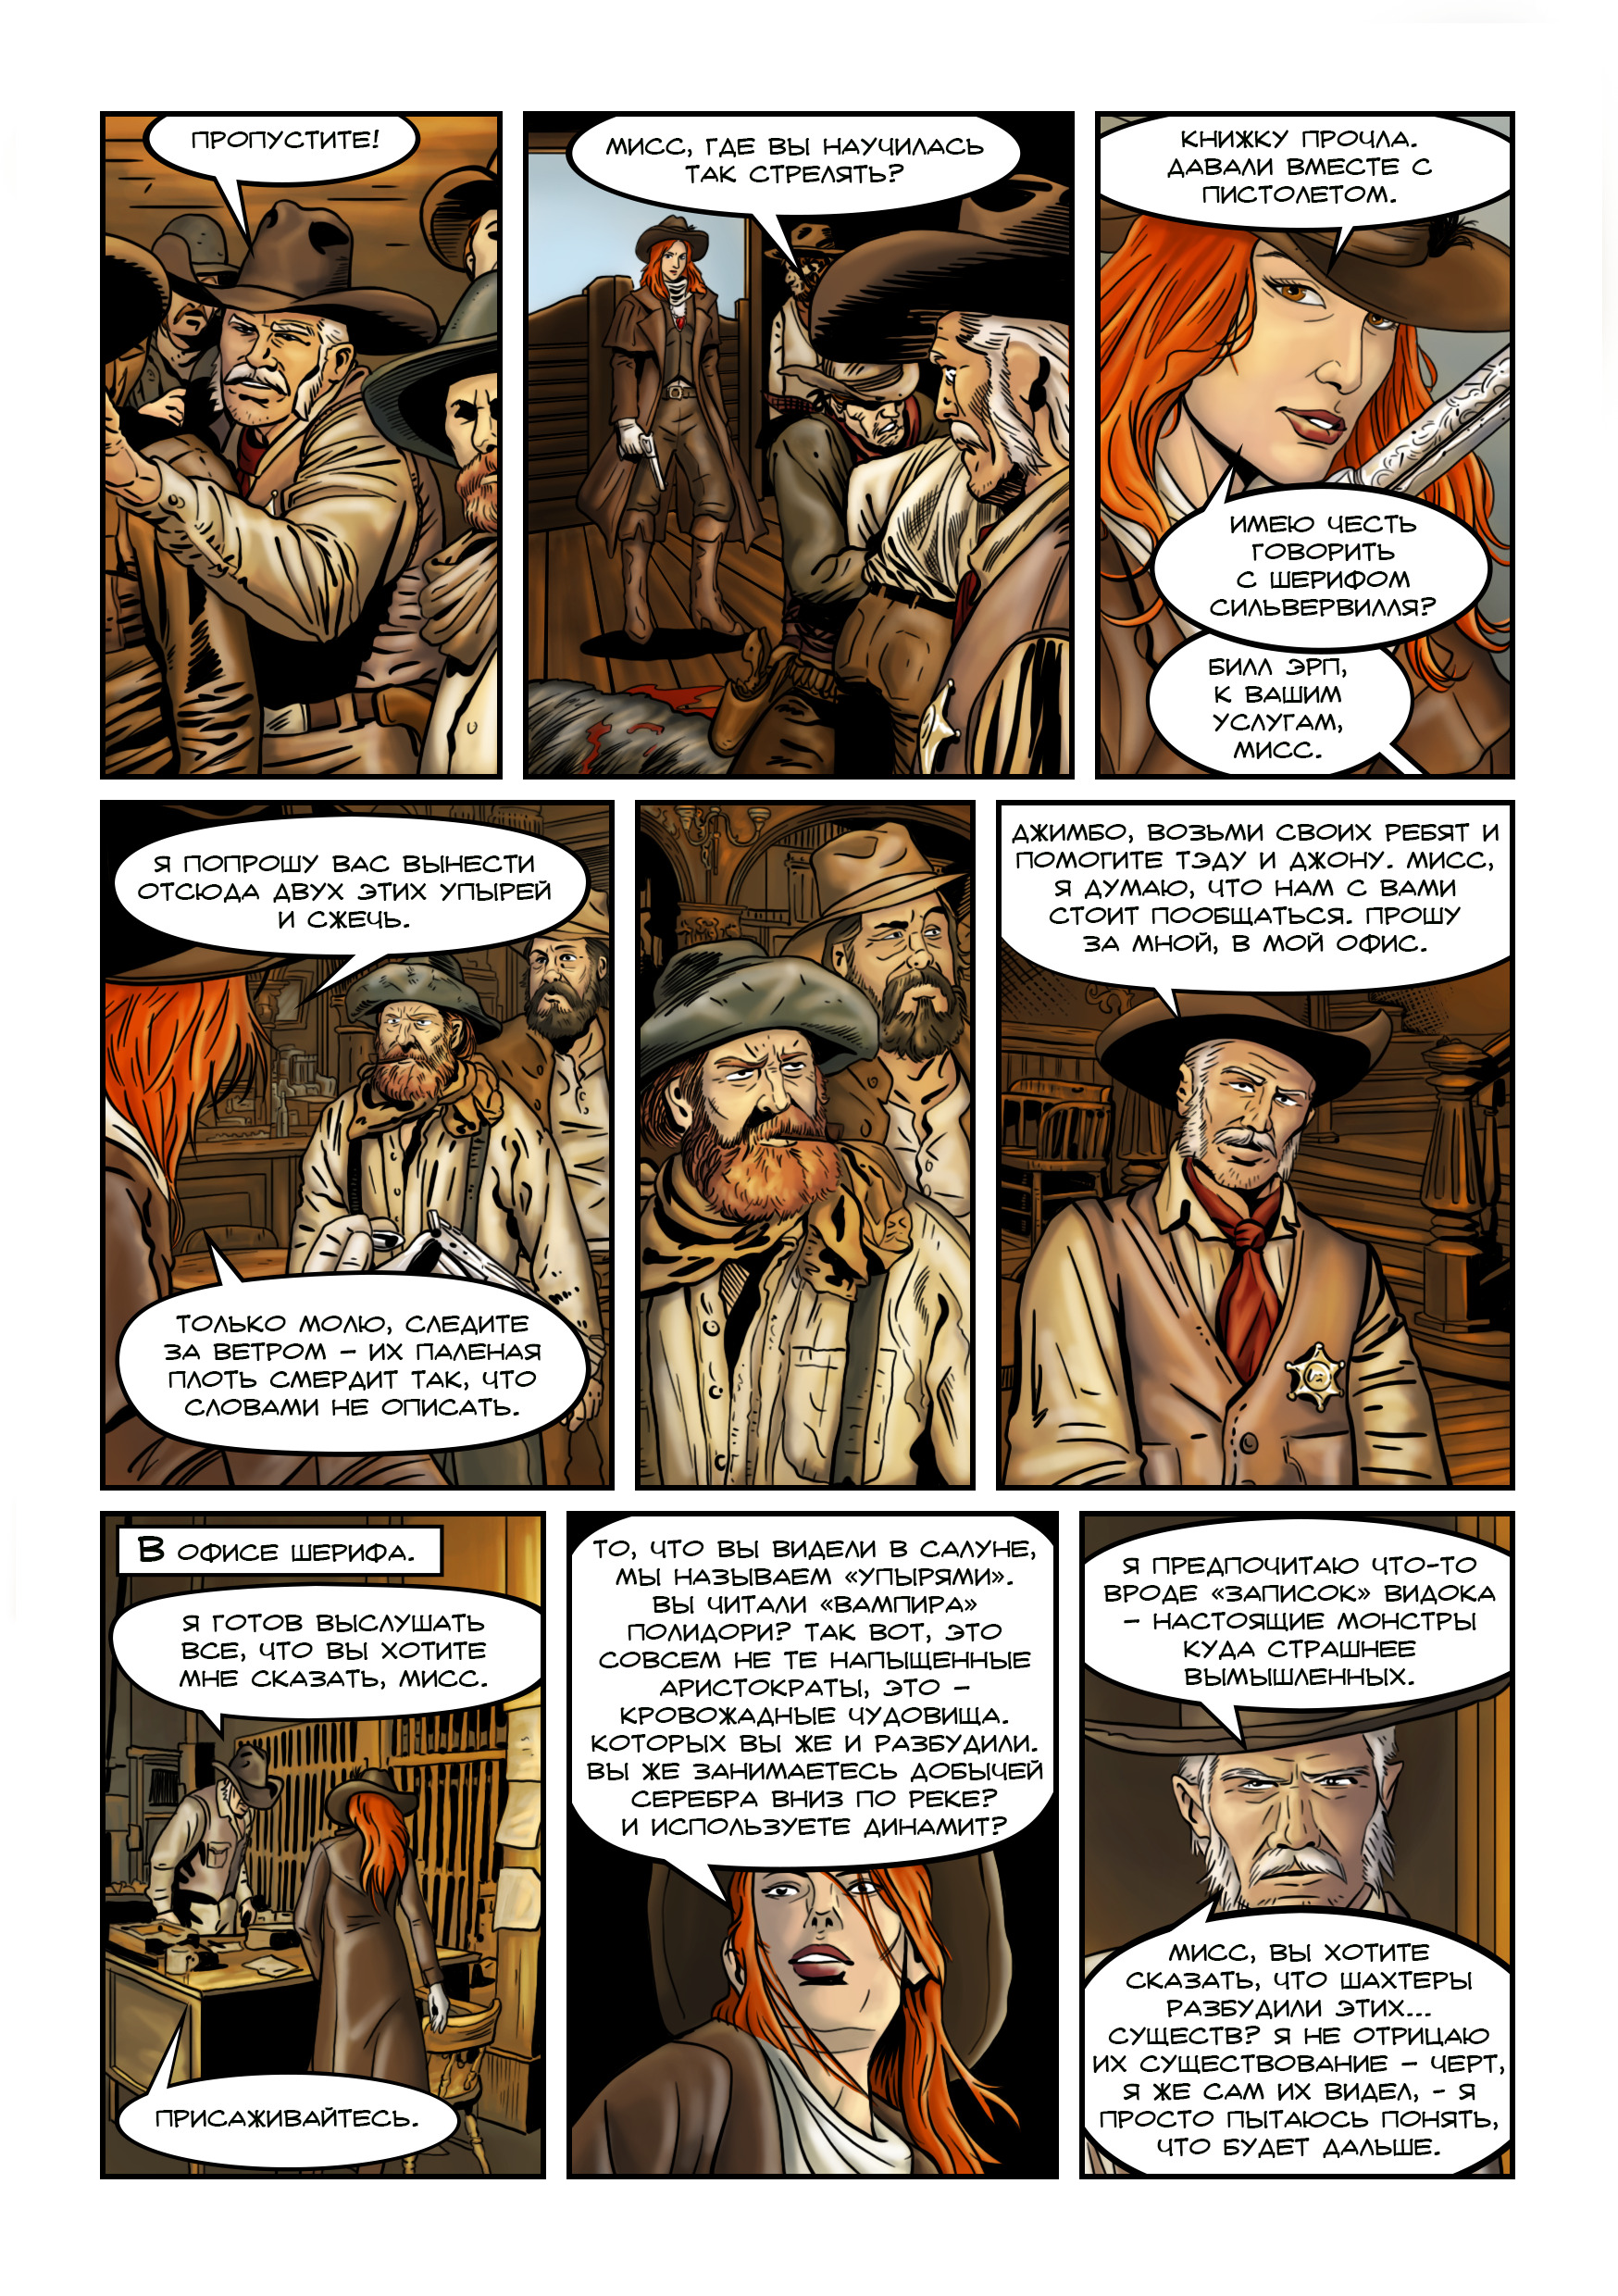 ПРОПУСТИТЕ!
МИСС, ГДЕ ВЫ НАУЧИЛАСЬ
ТАК СТРЕЛЯТЬ?
КНИЖКУ ПРОЧЛА.
ДАВАЛИ ВМЕСТЕ С
ПИСТОЛЕТОМ.
ИМЕЮ ЧЕСТЬ
ГОВОРИТЬ
С ШЕРИФОМ
СИЛЬВЕРВИЛЛЯ?
БИЛЛ ЭРП,
К ВАШИМ
УСЛУГАМ,
МИСС.
Я ПОПРОШУ ВАС ВЫНЕСТИ
ОТСЮДА ДВУХ ЭТИХ УПЫРЕЙ
И СЖЕЧЬ.
ТОЛЬКО МОЛЮ, СЛЕДИТЕ
ЗА ВЕТРОМ – ИХ ПАЛЕНАЯ
ПЛОТЬ СМЕРДИТ ТАК, ЧТО
СЛОВАМИ НЕ ОПИСАТЬ.
ДЖИМБО, ВОЗЬМИ СВОИХ РЕБЯТ И
ПОМОГИТЕ ТЭДУ И ДЖОНУ. МИСС,
Я ДУМАЮ, ЧТО НАМ С ВАМИ
СТОИТ ПООБЩАТЬСЯ. ПРОШУ
ЗА МНОЙ, В МОЙ ОФИС.
В ОФИСЕ ШЕРИФА.
Я ГОТОВ ВЫСЛУШАТЬ
ВСЕ, ЧТО ВЫ ХОТИТЕ
МНЕ СКАЗАТЬ, МИСС.
ПРИСАЖИВАЙТЕСЬ.
ТО, ЧТО ВЫ ВИДЕЛИ В САЛУНЕ,
МЫ НАЗЫВАЕМ «УПЫРЯМИ».
ВЫ ЧИТАЛИ «ВАМПИРА»
ПОЛИДОРИ? ТАК ВОТ, ЭТО
СОВСЕМ НЕ ТЕ НАПЫЩЕННЫЕ
АРИСТОКРАТЫ, ЭТО –
КРОВОЖАДНЫЕ ЧУДОВИЩА.
КОТОРЫХ ВЫ ЖЕ И РАЗБУДИЛИ.
ВЫ ЖЕ ЗАНИМАЕТЕСЬ ДОБЫЧЕЙ
СЕРЕБРА ВНИЗ ПО РЕКЕ?
И ИСПОЛЬЗУЕТЕ ДИНАМИТ?
Я ПРЕДПОЧИТАЮ ЧТО-ТО
ВРОДЕ «ЗАПИСОК» ВИДОКА
– НАСТОЯЩИЕ МОНСТРЫ
КУДА СТРАШНЕЕ
ВЫМЫШЛЕННЫХ.
МИСС, ВЫ ХОТИТЕ
СКАЗАТЬ, ЧТО ШАХТЕРЫ
РАЗБУДИЛИ ЭТИХ...
СУЩЕСТВ? Я НЕ ОТРИЦАЮ
ИХ СУЩЕСТВОВАНИЕ – ЧЕРТ,
Я ЖЕ САМ ИХ ВИДЕЛ, - Я
ПРОСТО ПЫТАЮСЬ ПОНЯТЬ,
ЧТО БУДЕТ ДАЛЬШЕ.